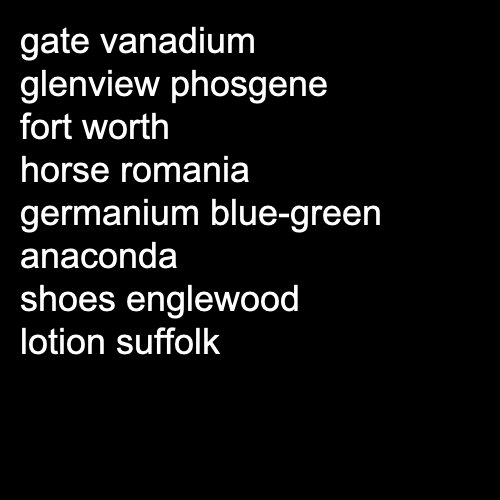 gate vanadium
glenview phosgene
fort worth
horse romania
germanium blue-green
anaconda
shoes englewood
lotion suffolk